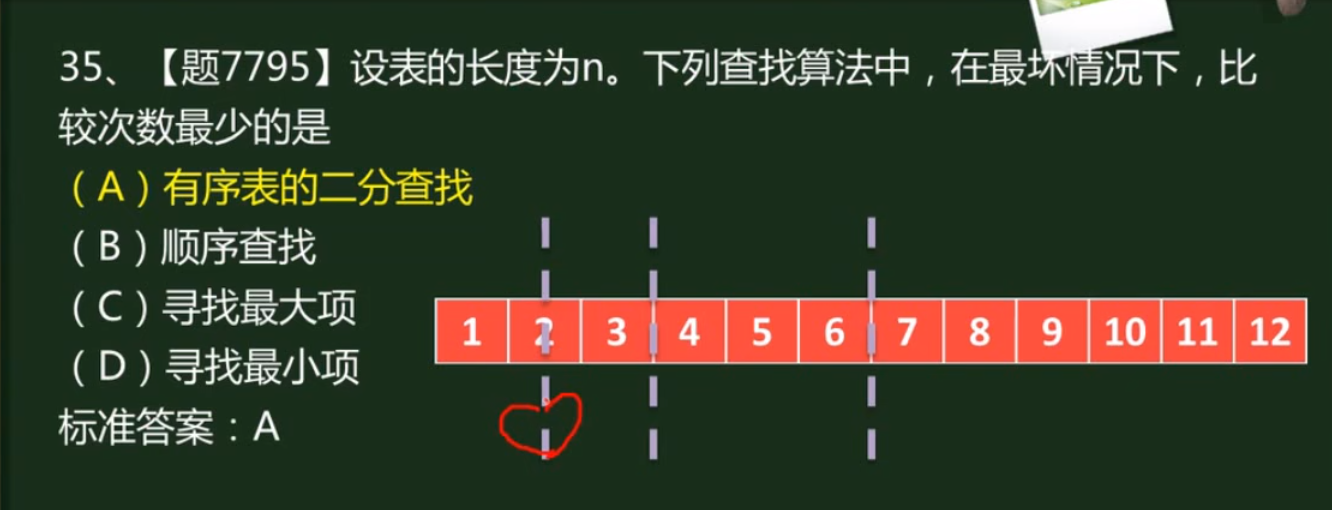 35、【题7795】设表的长度为n。下列查找算法中，在最坏情况下，比
较次数最少的是
（A）有序表的二分查找
（B）顺序查找
（C）寻找最大项
（D）寻找最小项
1 2 3 4 5 6 7 8 9 10 11 12
标准答案：A